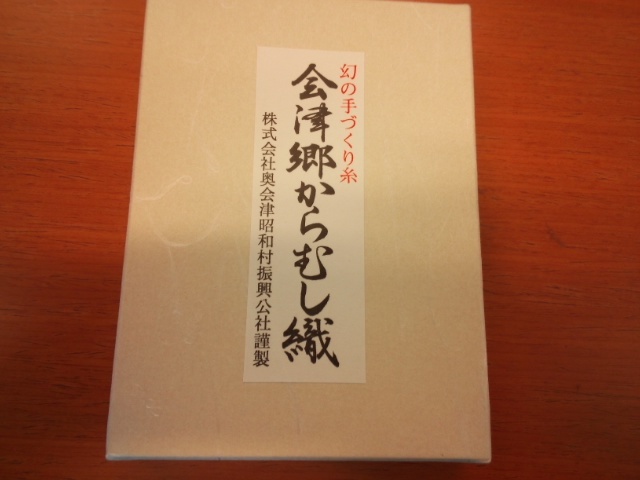 幻の手づくり糸
会津郷からむし織
株式会社奥会津昭和村振興公社謹製